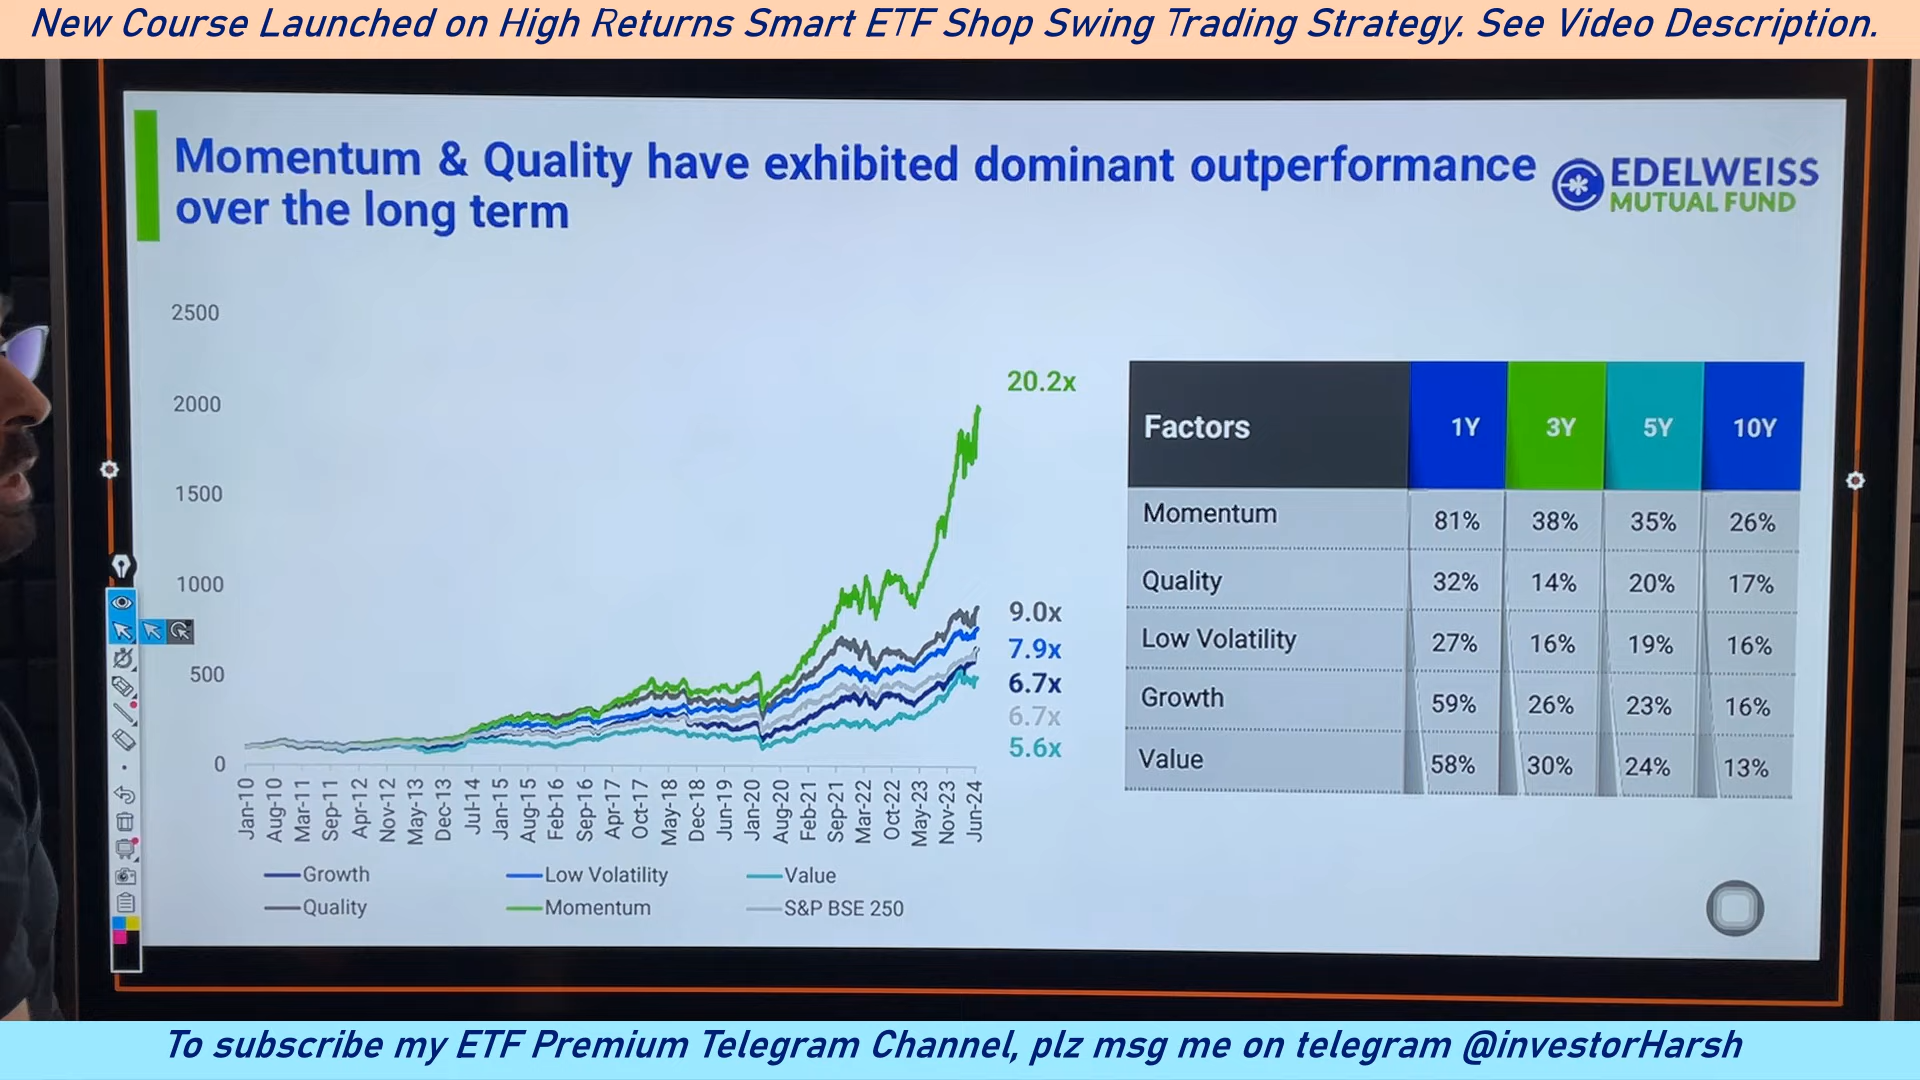 New Course Launched on High Returns Smart ETF Shop Swing Trading Strategy. See Video Description.
Momentum & Quality have exhibited dominant outperformance
over the long term
EDELWEISS
MUTUAL FUND
2500
2000
1500
1000
500
0
20.2x
9.0x
7.9x
6.7x
6.7x
5.6x
Jan-10 Aug-10 Mar-11 Sep-11 Apr-12 Nov-12 May-13 Dec-13 Jul-14 Jan-15 Aug-15 Feb-16 Sep-16 Apr-17 Oct-17 May-18 Dec-18 Jun-19 Jan-20 Aug-20 Feb-21 Sep-21 Mar-22 Oct-22 May-23 Nov-23 Jun-24
Growth Low Volatility Value
Quality Momentum S&P BSE 250
Factors 1Y 3Y 5Y 10Y
Momentum 81% 38% 35% 26%
Quality 32% 14% 20% 17%
Low Volatility 27% 16% 19% 16%
Growth 59% 26% 23% 16%
Value 58% 30% 24% 13%
To subscribe my ETF Premium Telegram Channel, plz msg me on telegram @investorHarsh